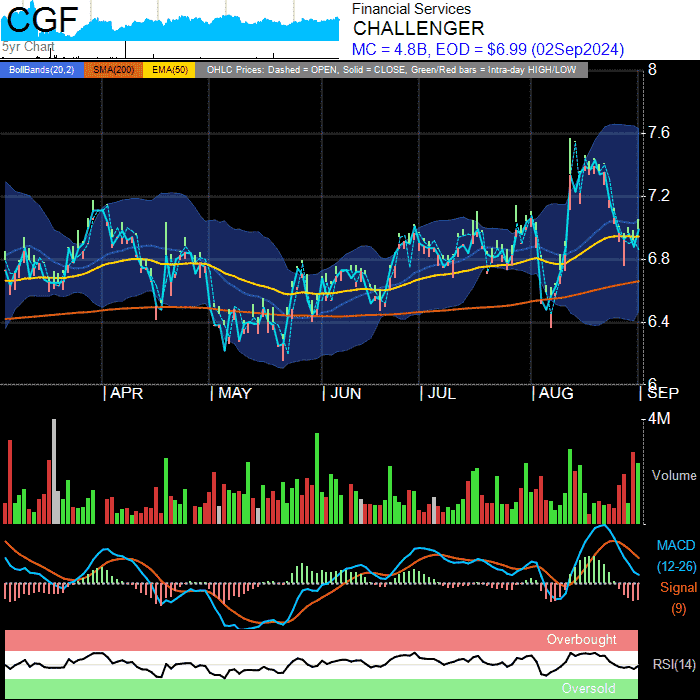 CGF
5yr Chart
Financial Services
CHALLENGER
MC = 4.8B, EOD = $6.99 (02Sep2024)
BollBands(20,2) SMA(200) EMA(50) OHLC Prices: Dashed = OPEN, Solid = CLOSE, Green/Red bars = Intra-day HIGH/LOW
8
7.6
7.2
6.8
6.4
6
APR MAY JUN JUL AUG SEP
4M
Volume
MACD
(12-26)
Signal
(9)
Overbought
RSI(14)
Oversold